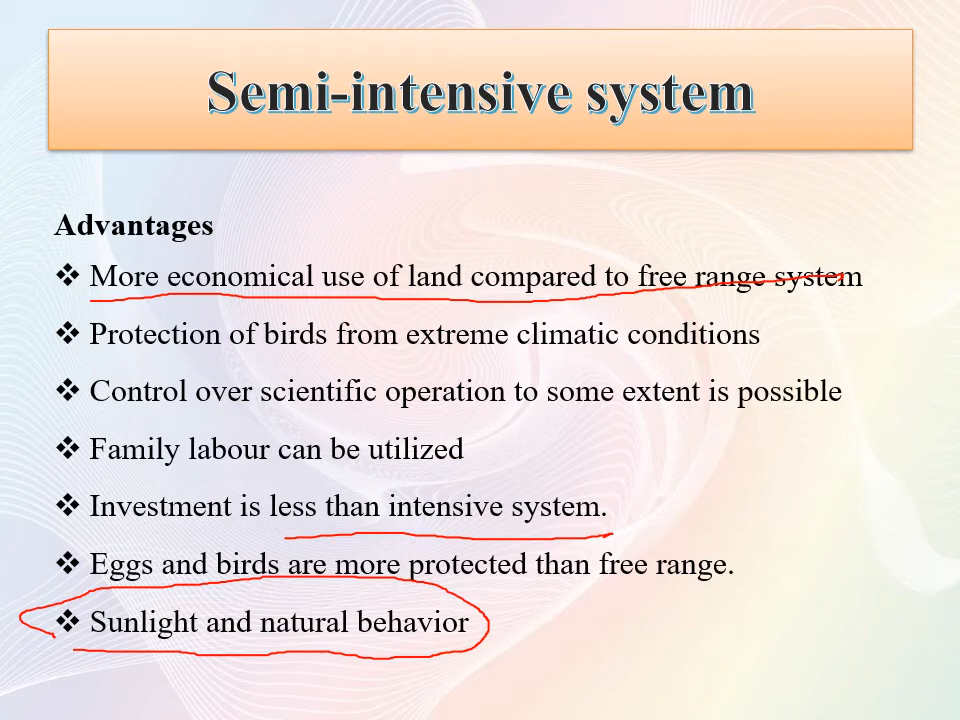 Semi-intensive system
Advantages
❖ More economical use of land compared to free range system
❖ Protection of birds from extreme climatic conditions
❖ Control over scientific operation to some extent is possible
❖ Family labour can be utilized
❖ Investment is less than intensive system.
❖ Eggs and birds are more protected than free range.
❖ Sunlight and natural behavior